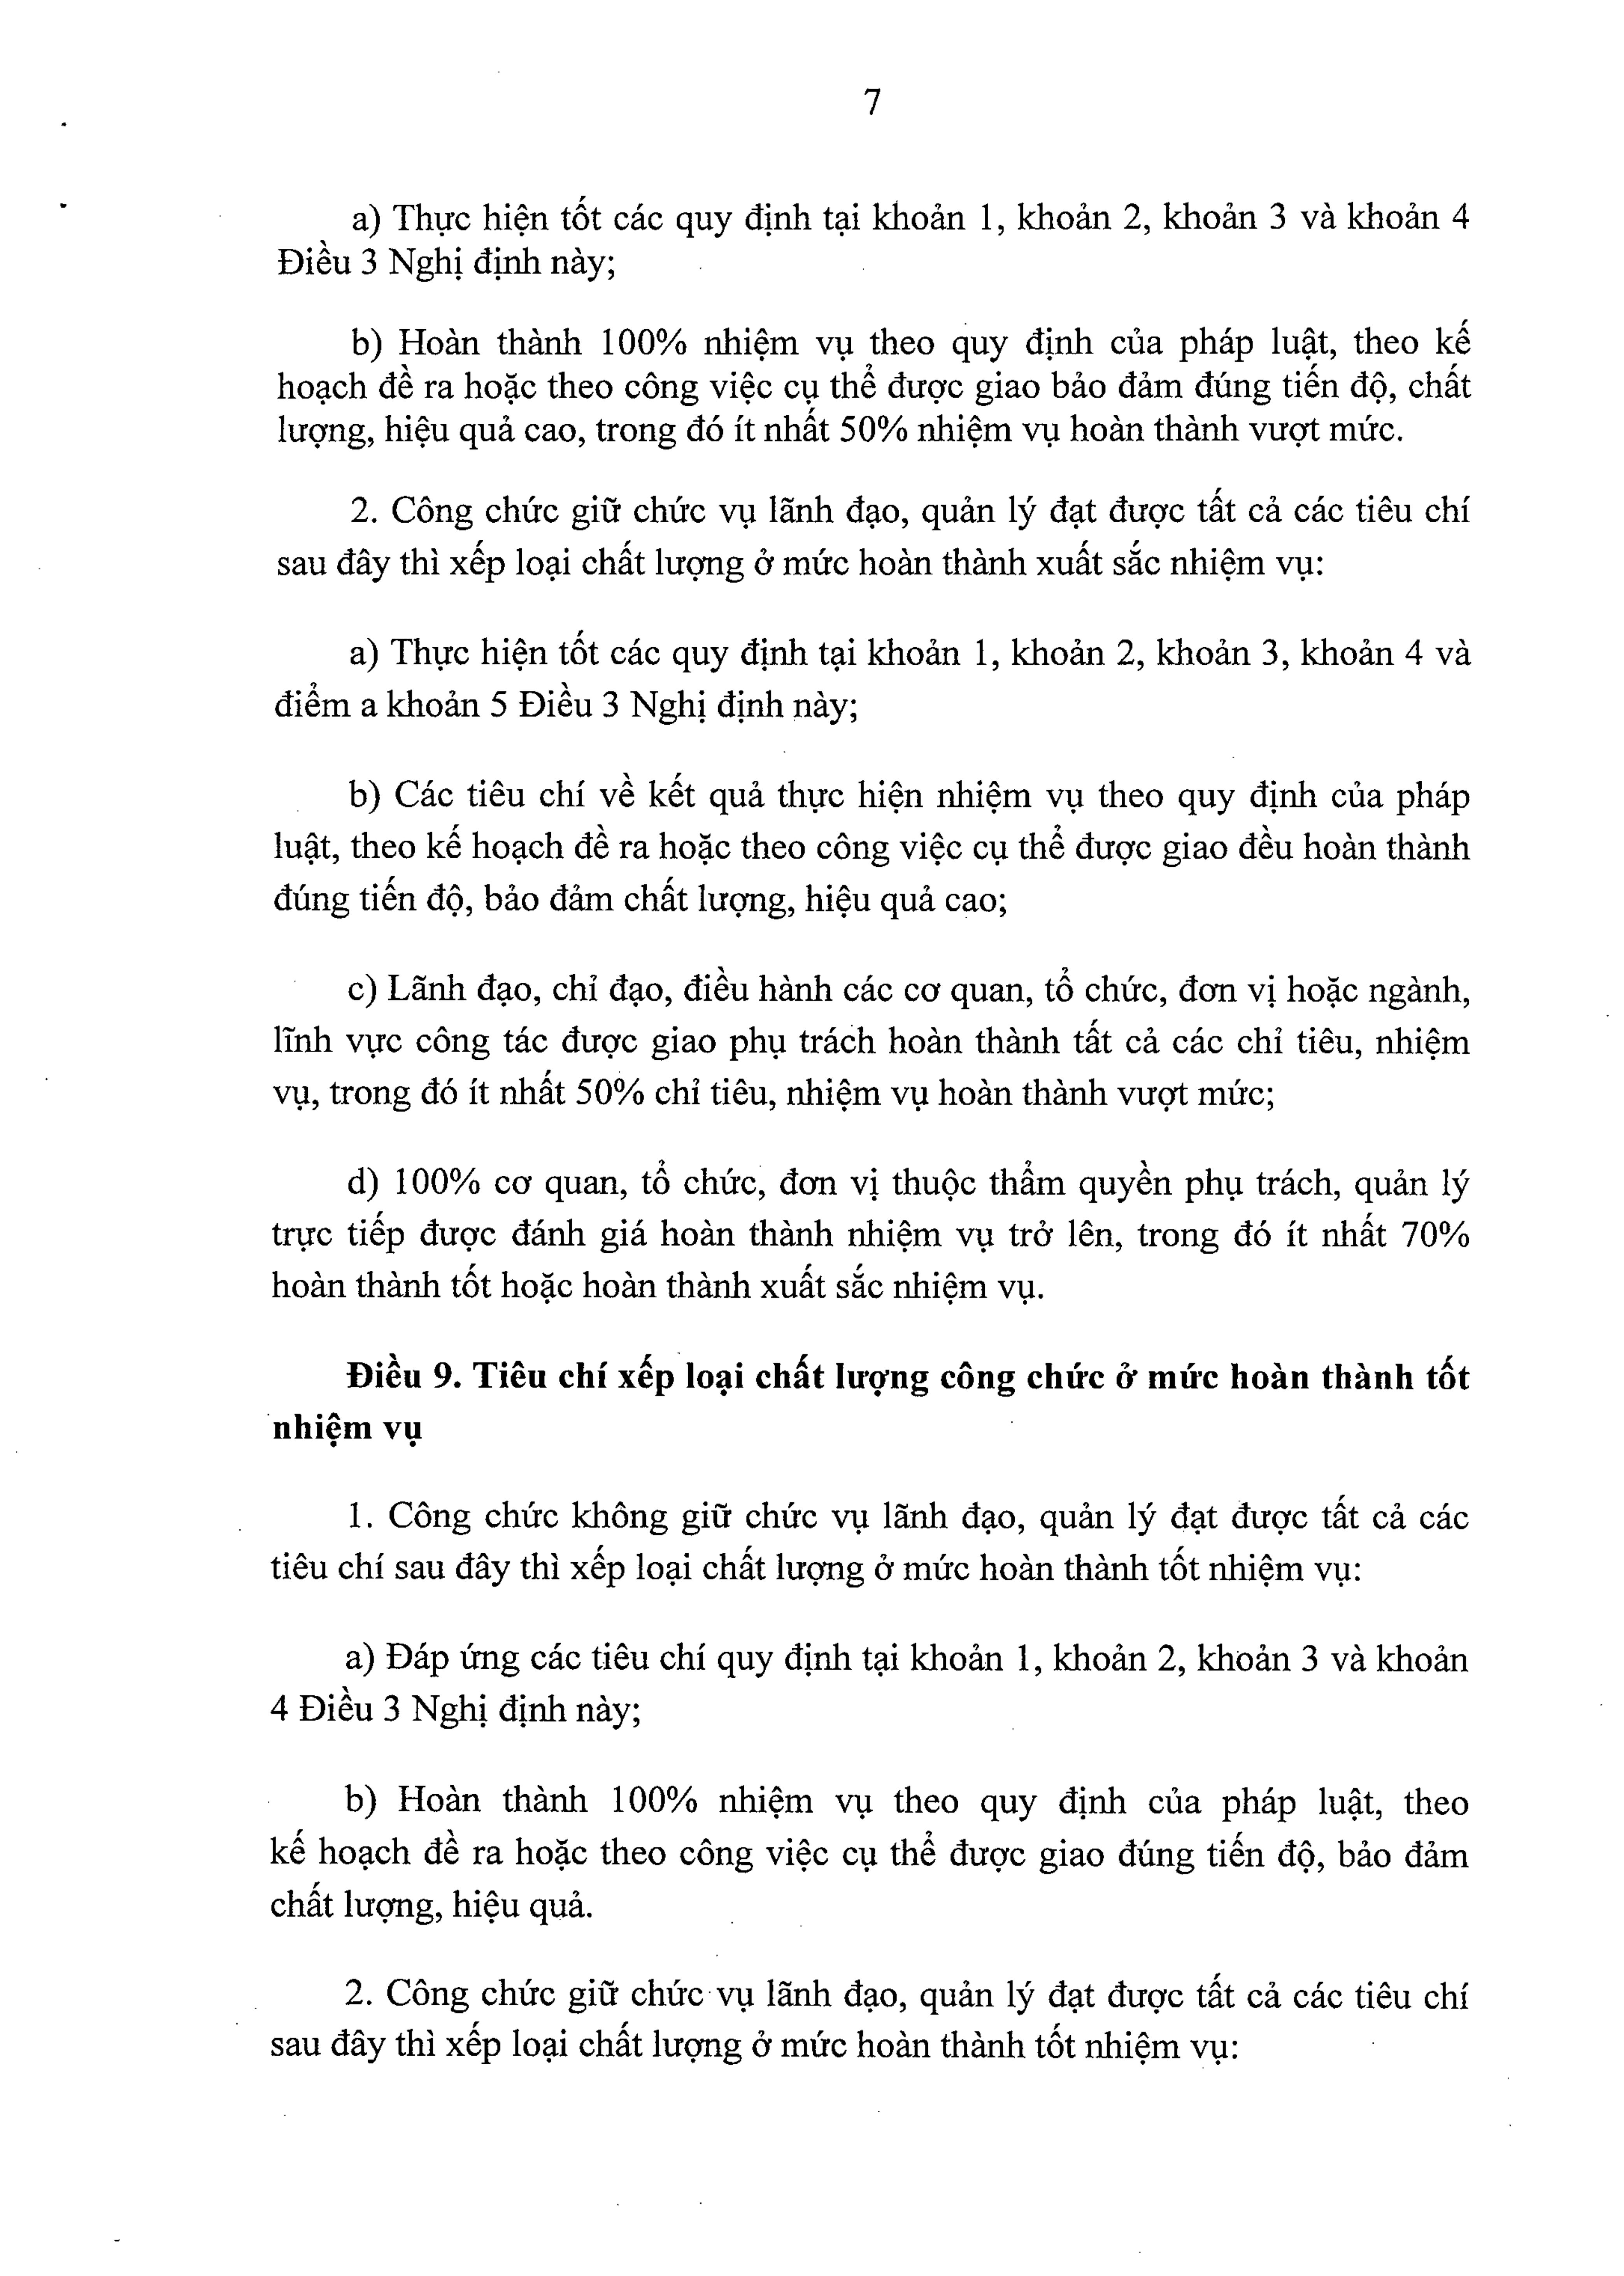 7
a) Thực hiện tốt các quy định tại khoản 1, khoản 2, khoản 3 và khoản 4
Điều 3 Nghị định này;
b) Hoàn thành 100% nhiệm vụ theo quy định của pháp luật, theo kế
hoạch đề ra hoặc theo công việc cụ thể được giao bảo đảm đúng tiến độ, chất
lượng, hiệu quả cao, trong đó ít nhất 50% nhiệm vụ hoàn thành vượt mức.
2. Công chức giữ chức vụ lãnh đạo, quản lý đạt được tất cả các tiêu chí
sau đây thì xếp loại chất lượng ở mức hoàn thành xuất sắc nhiệm vụ:
a) Thực hiện tốt các quy định tại khoản 1, khoản 2, khoản 3, khoản 4 và
điểm a khoản 5 Điều 3 Nghị định này;
b) Các tiêu chí về kết quả thực hiện nhiệm vụ theo quy định của pháp
luật, theo kế hoạch đề ra hoặc theo công việc cụ thể được giao đều hoàn thành
đúng tiến độ, bảo đảm chất lượng, hiệu quả cao;
c) Lãnh đạo, chỉ đạo, điều hành các cơ quan, tổ chức, đơn vị hoặc ngành,
lĩnh vực công tác được giao phụ trách hoàn thành tất cả các chỉ tiêu, nhiệm
vụ, trong đó ít nhất 50% chỉ tiêu, nhiệm vụ hoàn thành vượt mức;
d) 100% cơ quan, tổ chức, đơn vị thuộc thẩm quyền phụ trách, quản lý
trực tiếp được đánh giá hoàn thành nhiệm vụ trở lên, trong đó ít nhất 70%
hoàn thành tốt hoặc hoàn thành xuất sắc nhiệm vụ.
Điều 9. Tiêu chí xếp loại chất lượng công chức ở mức hoàn thành tốt
nhiệm vụ
1. Công chức không giữ chức vụ lãnh đạo, quản lý đạt được tất cả các
tiêu chí sau đây thì xếp loại chất lượng ở mức hoàn thành tốt nhiệm vụ:
a) Đáp ứng các tiêu chí quy định tại khoản 1, khoản 2, khoản 3 và khoản
4 Điều 3 Nghị định này;
b) Hoàn thành 100% nhiệm vụ theo quy định của pháp luật, theo
kế hoạch đề ra hoặc theo công việc cụ thể được giao đúng tiến độ, bảo đảm
chất lượng, hiệu quả.
2. Công chức giữ chức vụ lãnh đạo, quản lý đạt được tất cả các tiêu chí
sau đây thì xếp loại chất lượng ở mức hoàn thành tốt nhiệm vụ: